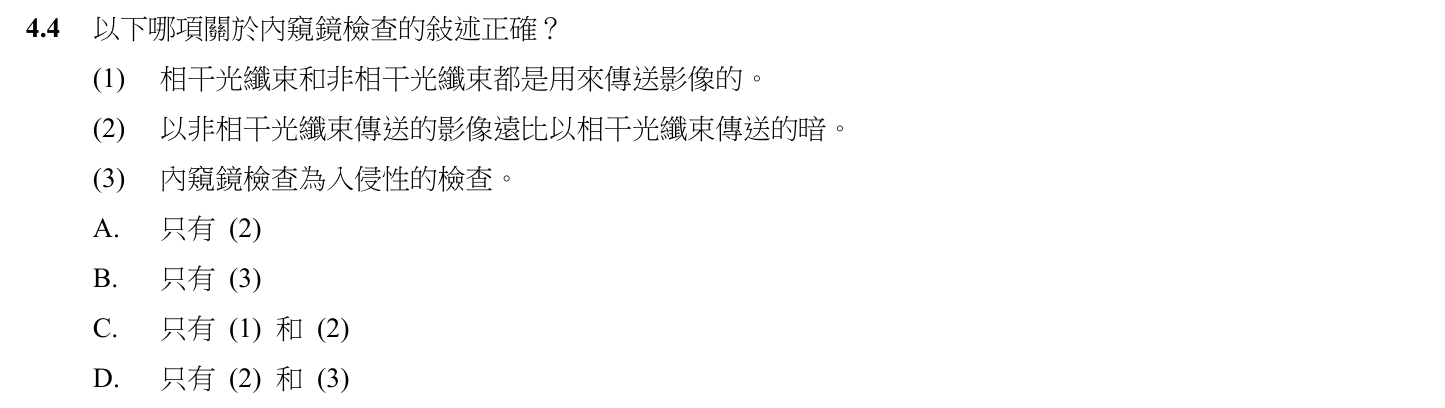 4.4 以下哪項關於內窺鏡檢查的敍述正確？
(1) 相干光纖束和非相干光纖束都是用來傳送影像的。
(2) 以非相干光纖束傳送的影像遠比以相干光纖束傳送的暗。
(3) 內窺鏡檢查為入侵性的檢查。
A. 只有 (2)
B. 只有 (3)
C. 只有 (1) 和 (2)
D. 只有 (2) 和 (3)